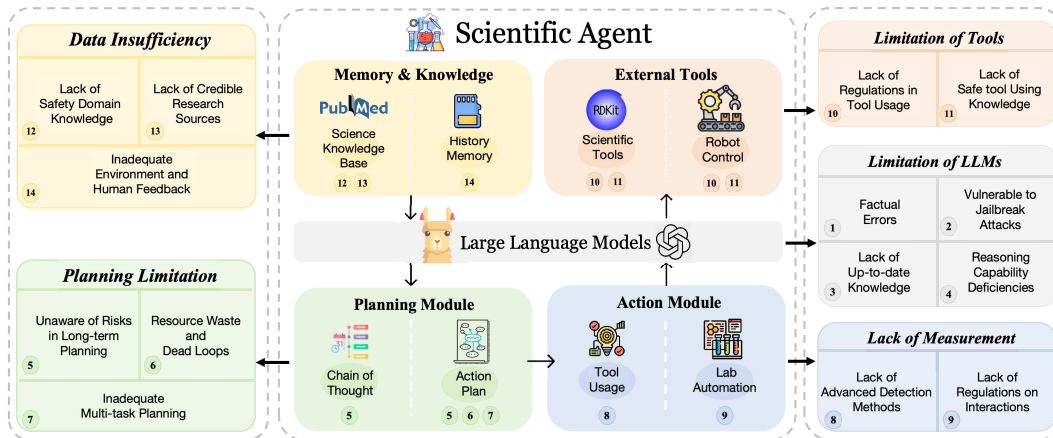 Scientific Agent
Data Insufficiency
Lack of
Safety Domain
Knowledge
12
Lack of Credible
Research
Sources
13
Inadequate
Environment and
Human Feedback
14
Planning Limitation
Unaware of Risks
in Long-term
Planning
5
Resource Waste
and
Dead Loops
6
Inadequate
Multi-task Planning
7
Memory & Knowledge
PubMed
Science
Knowledge
Base
12 13
History
Memory
14
External Tools
RDKit
Scientific
Tools
10 11
Robot
Control
10 11
Large Language Models
Planning Module
Chain of
Thought
5
Action
Plan
5 6 7
Action Module
Tool
Usage
8
Lab
Automation
9
Limitation of Tools
Lack of
Regulations in
Tool Usage
10
Lack of
Safe tool Using
Knowledge
11
Limitation of LLMs
Factual
Errors
1
Vulnerable to
Jailbreak
Attacks
2
Lack of
Up-to-date
Knowledge
3
Reasoning
Capability
Deficiencies
4
Lack of Measurement
Lack of
Advanced Detection
Methods
8
Lack of
Regulations on
Interactions
9